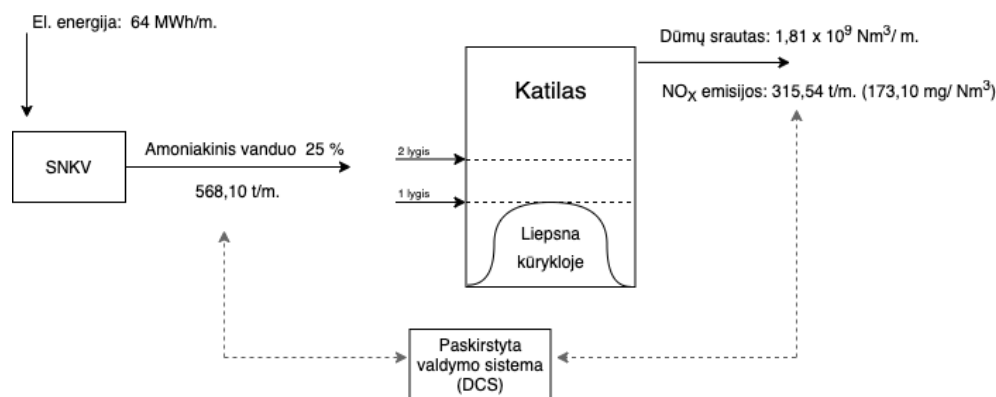 El. energija: 64 MWh/m.
Dūmų srautas: 1,81 x 10⁹ Nm³/ m.
Katilas
NOX emisijos: 315,54 t/m. (173,10 mg/ Nm³)
SNKV
Amoniakinis vanduo 25 %
568,10 t/m.
2 lygis
1 lygis
Liepsna
kūrykloje
Paskirstyta
valdymo sistema
(DCS)